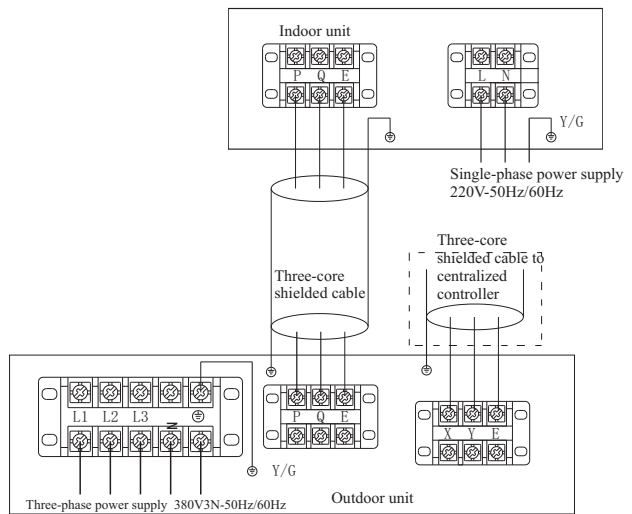 Indoor unit
P Q E
L N
Y/G
Single-phase power supply
220V-50Hz/60Hz
Three-core
shielded cable to
centralized
controller
Three-core
shielded cable
L1 L2 L3 N
P Q E
X Y E
Y/G
Three-phase power supply 380V3N-50Hz/60Hz
Outdoor unit